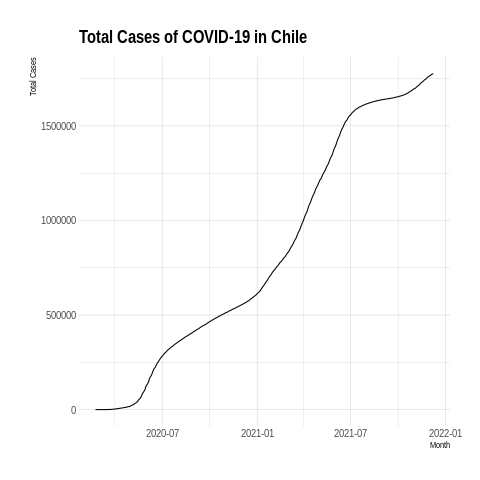 Total Cases of COVID-19 in Chile
Total Cases
1500000
1000000
500000
0
2020-07
2021-01
2021-07
2022-01
Month